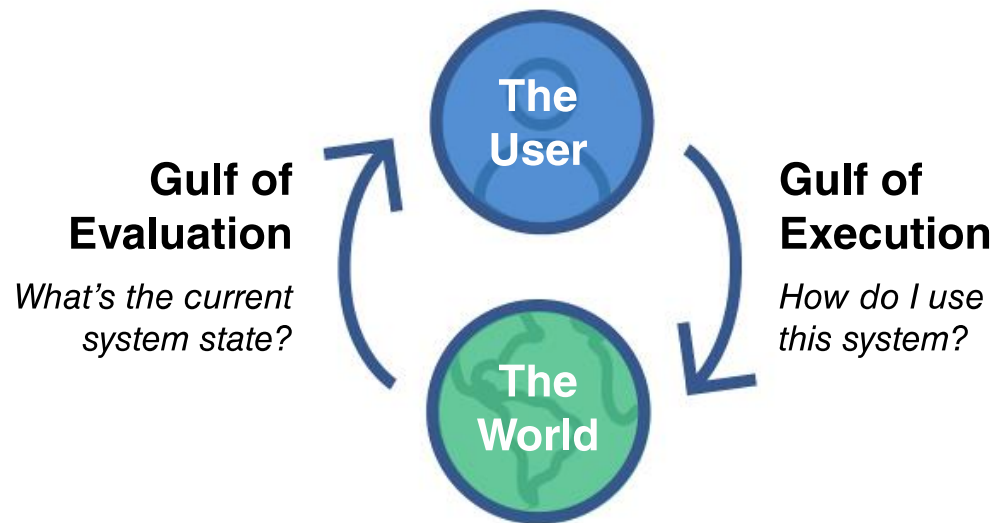 The
User
Gulf of
Evaluation
What's the current
system state?
Gulf of
Execution
How do I use
this system?
The
World